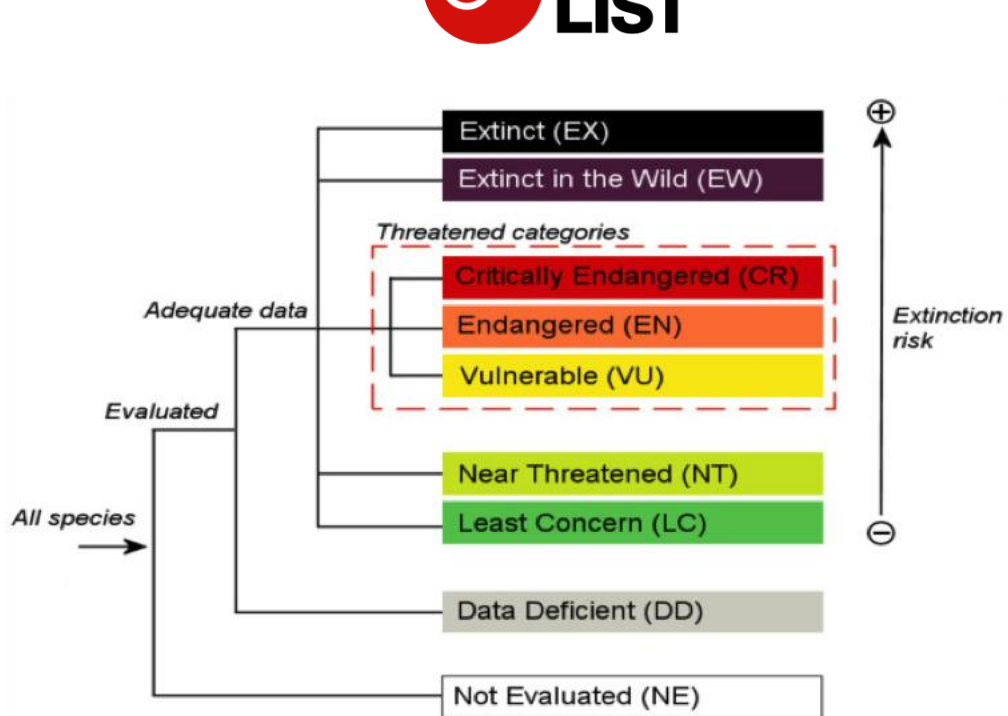 LIST
Extinct (EX)
Extinct in the Wild (EW)
Threatened categories
Critically Endangered (CR)
Adequate data
Endangered (EN)
Extinction
risk
Vulnerable (VU)
Evaluated
Near Threatened (NT)
All species
Least Concern (LC)
Data Deficient (DD)
Not Evaluated (NE)